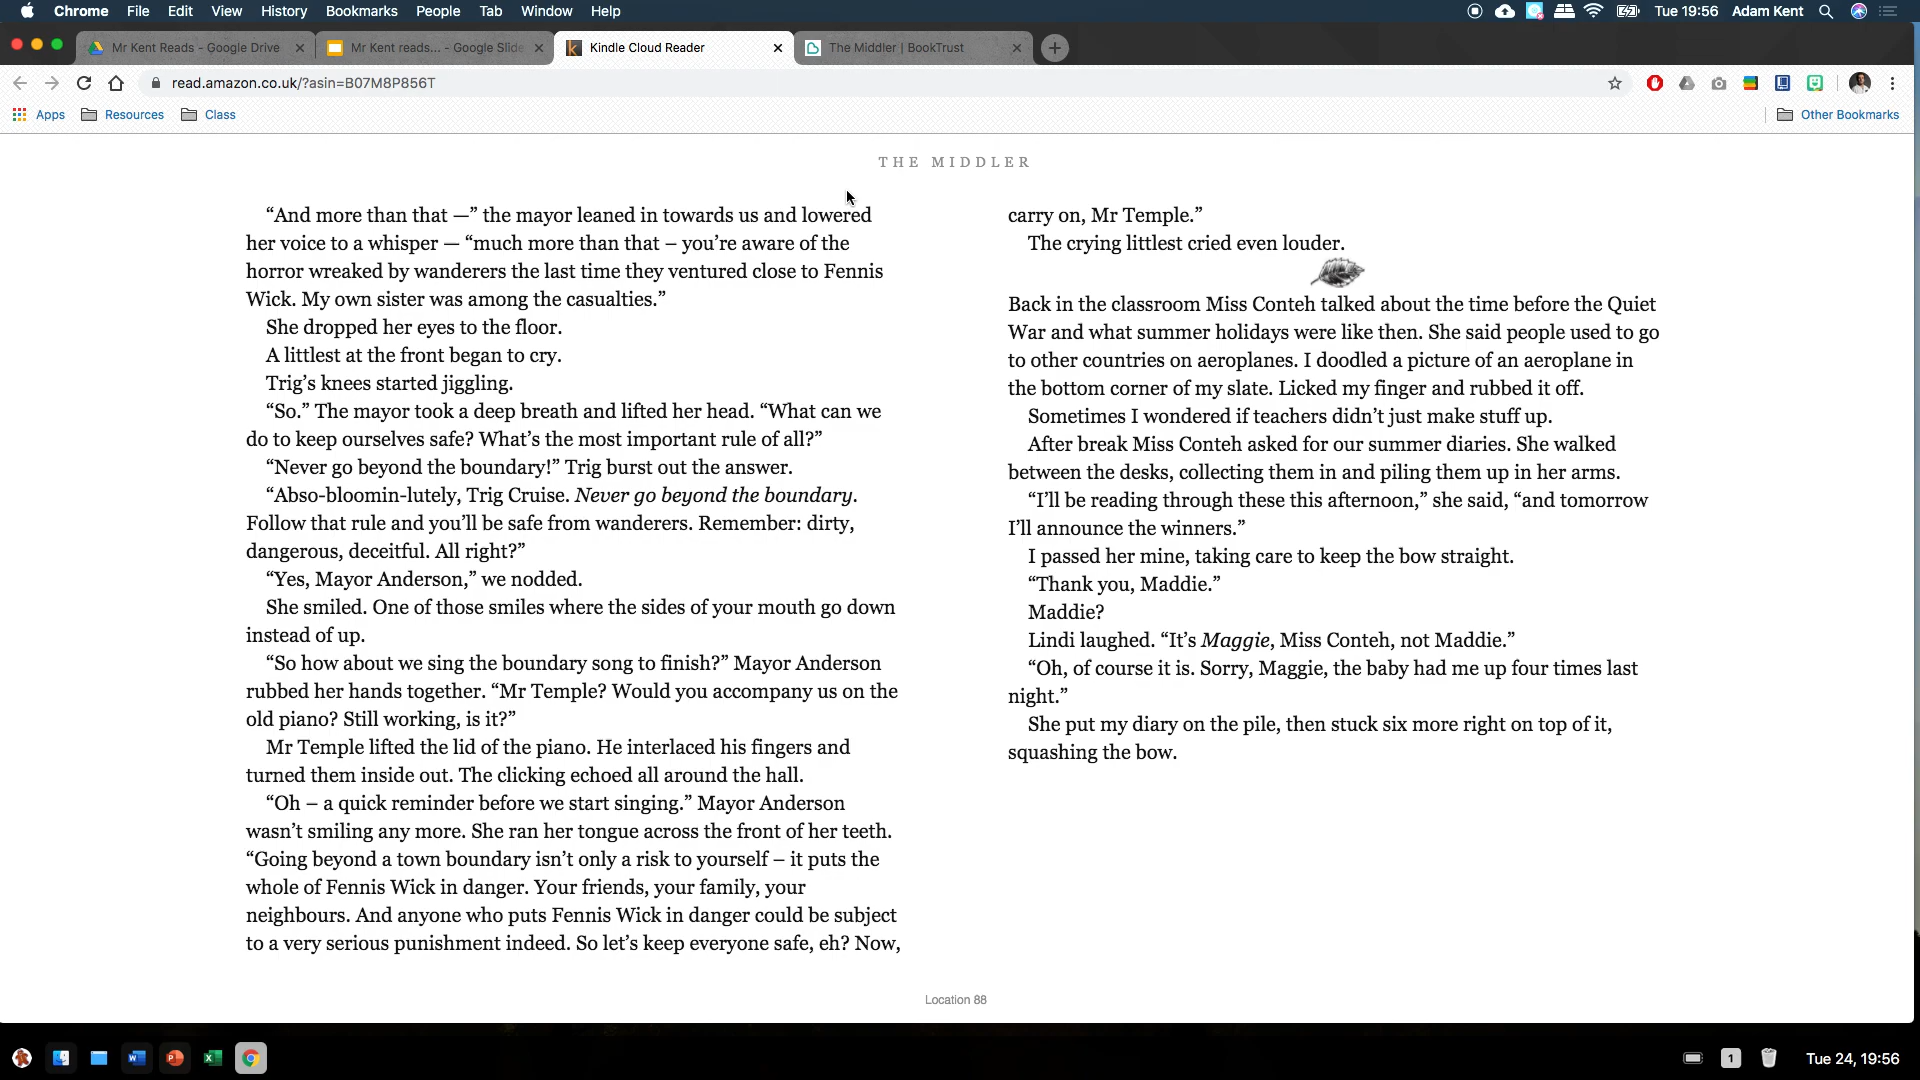 Chrome File Edit View History Bookmarks People Tab Window Help Tue 19:56 Adam Kent
Mr Kent Reads - Google Drive Mr Kent reads... - Google Slide Kindle Cloud Reader The Middler | BookTrust
read.amazon.co.uk/?asin=B07M8P856T
Apps Resources Class Other Bookmarks
THE MIDDLER
“And more than that —” the mayor leaned in towards us and lowered
her voice to a whisper — “much more than that – you’re aware of the
horror wreaked by wanderers the last time they ventured close to Fennis
Wick. My own sister was among the casualties.”
She dropped her eyes to the floor.
A littlest at the front began to cry.
Trig’s knees started jiggling.
“So.” The mayor took a deep breath and lifted her head. “What can we
do to keep ourselves safe? What’s the most important rule of all?”
“Never go beyond the boundary!” Trig burst out the answer.
“Abso-bloomin-lutely, Trig Cruise. Never go beyond the boundary.
Follow that rule and you’ll be safe from wanderers. Remember: dirty,
dangerous, deceitful. All right?”
“Yes, Mayor Anderson,” we nodded.
She smiled. One of those smiles where the sides of your mouth go down
instead of up.
“So how about we sing the boundary song to finish?” Mayor Anderson
rubbed her hands together. “Mr Temple? Would you accompany us on the
old piano? Still working, is it?”
Mr Temple lifted the lid of the piano. He interlaced his fingers and
turned them inside out. The clicking echoed all around the hall.
“Oh – a quick reminder before we start singing.” Mayor Anderson
wasn’t smiling any more. She ran her tongue across the front of her teeth.
“Going beyond a town boundary isn’t only a risk to yourself – it puts the
whole of Fennis Wick in danger. Your friends, your family, your
neighbours. And anyone who puts Fennis Wick in danger could be subject
to a very serious punishment indeed. So let’s keep everyone safe, eh? Now,
carry on, Mr Temple.”
The crying littlest cried even louder.
Back in the classroom Miss Conteh talked about the time before the Quiet
War and what summer holidays were like then. She said people used to go
to other countries on aeroplanes. I doodled a picture of an aeroplane in
the bottom corner of my slate. Licked my finger and rubbed it off.
Sometimes I wondered if teachers didn’t just make stuff up.
After break Miss Conteh asked for our summer diaries. She walked
between the desks, collecting them in and piling them up in her arms.
“I’ll be reading through these this afternoon,” she said, “and tomorrow
I’ll announce the winners.”
I passed her mine, taking care to keep the bow straight.
“Thank you, Maddie.”
Maddie?
Lindi laughed. “It’s Maggie, Miss Conteh, not Maddie.”
“Oh, of course it is. Sorry, Maggie, the baby had me up four times last
night.”
She put my diary on the pile, then stuck six more right on top of it,
squashing the bow.
Location 88
1 Tue 24, 19:56